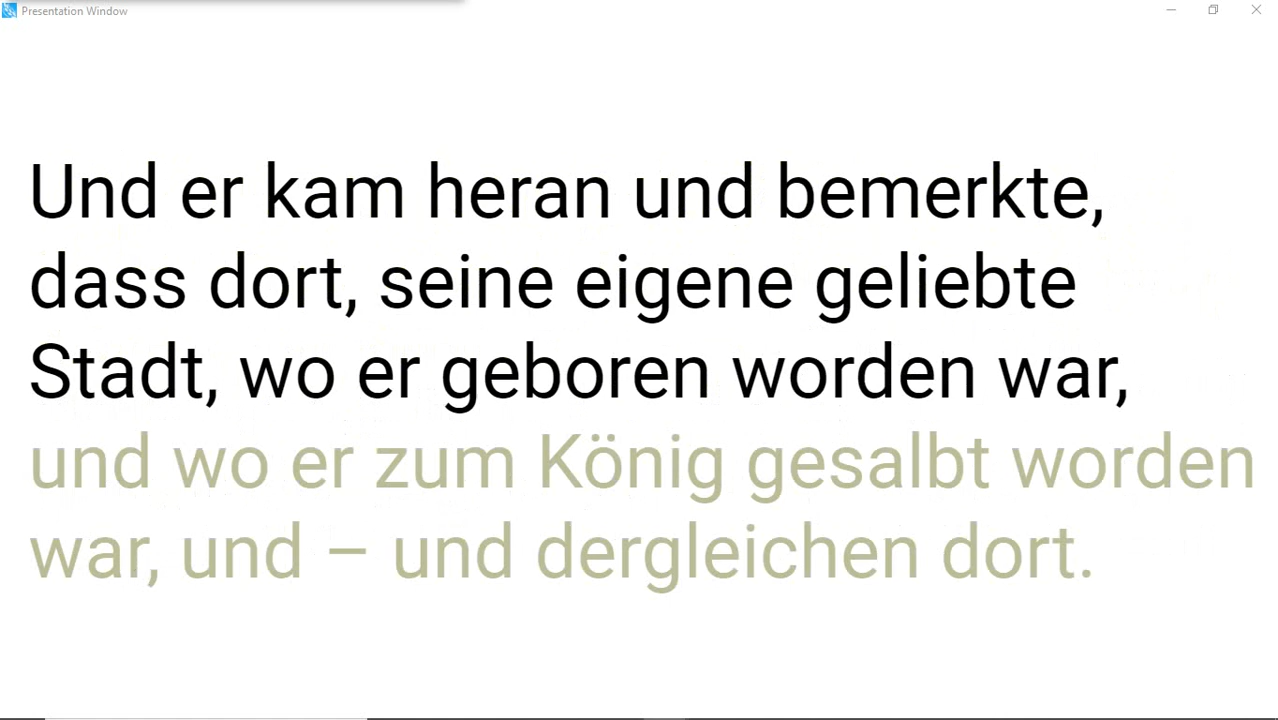 Presentation Window
Und er kam heran und bemerkte,
dass dort, seine eigene geliebte
Stadt, wo er geboren worden war,
und wo er zum König gesalbt worden
war, und – und dergleichen dort.